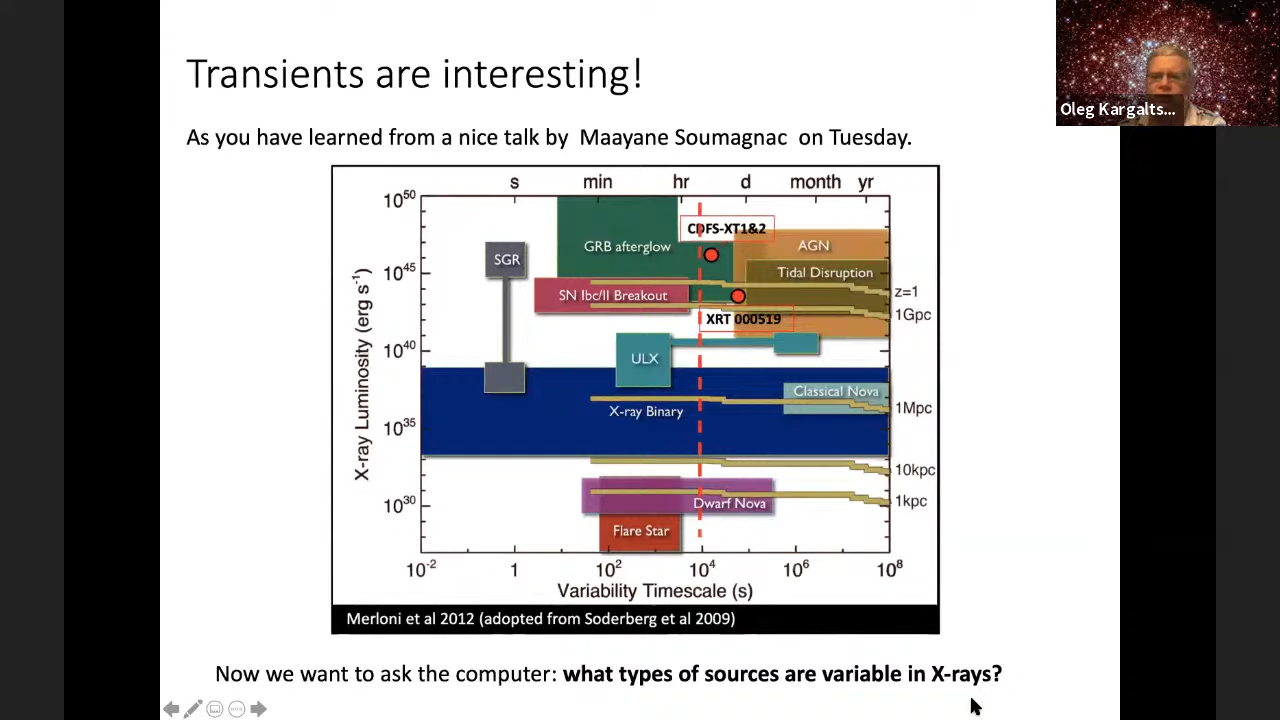 Transients are interesting!
Oleg Kargalts...
As you have learned from a nice talk by Maayane Soumagnac on Tuesday.
s min hr d month yr
10^50
CDFS-XT1&2
GRB afterglow
AGN
SGR
Tidal Disruption
10^45
z=1
SN Ibc/II Breakout
1Gpc
XRT 000519
10^40
ULX
Classical Nova
1Mpc
X-ray Binary
10^35
10kpc
10^30
Dwarf Nova
1kpc
Flare Star
X-ray Luminosity (erg s^-1)
10^-2 1 10^2 10^4 10^6 10^8
Variability Timescale (s)
Merloni et al 2012 (adopted from Soderberg et al 2009)
Now we want to ask the computer: what types of sources are variable in X-rays?